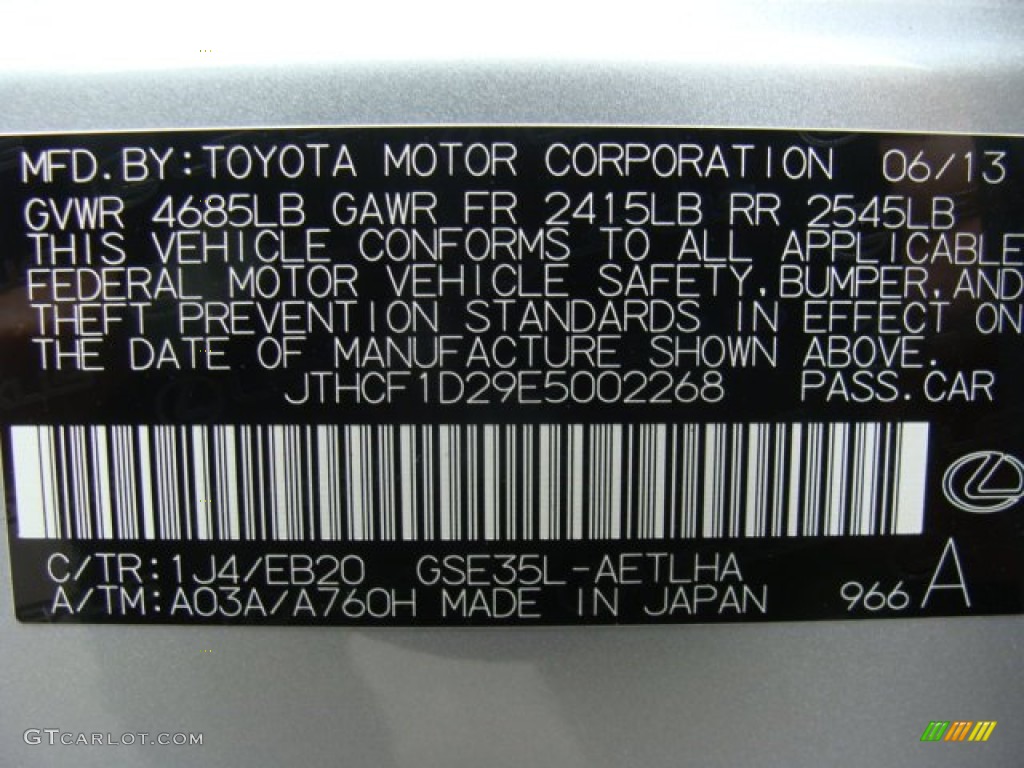 MFD.BY:TOYOTA MOTOR CORPORATION 06/13
GVWR 4685LB GAWR FR 2415LB RR 2545LB
THIS VEHICLE CONFORMS TO ALL APPLICABLE
FEDERAL MOTOR VEHICLE SAFETY,BUMPER,AND
THEFT PREVENTION STANDARDS IN EFFECT ON
THE DATE OF MANUFACTURE SHOWN ABOVE.
JTHCF1D29E5002268 PASS.CAR
C/TR:1J4/EB20 GSE35L-AETLHA
A/TM:A03A/A760H MADE IN JAPAN 966 A
GTCARLOT.COM